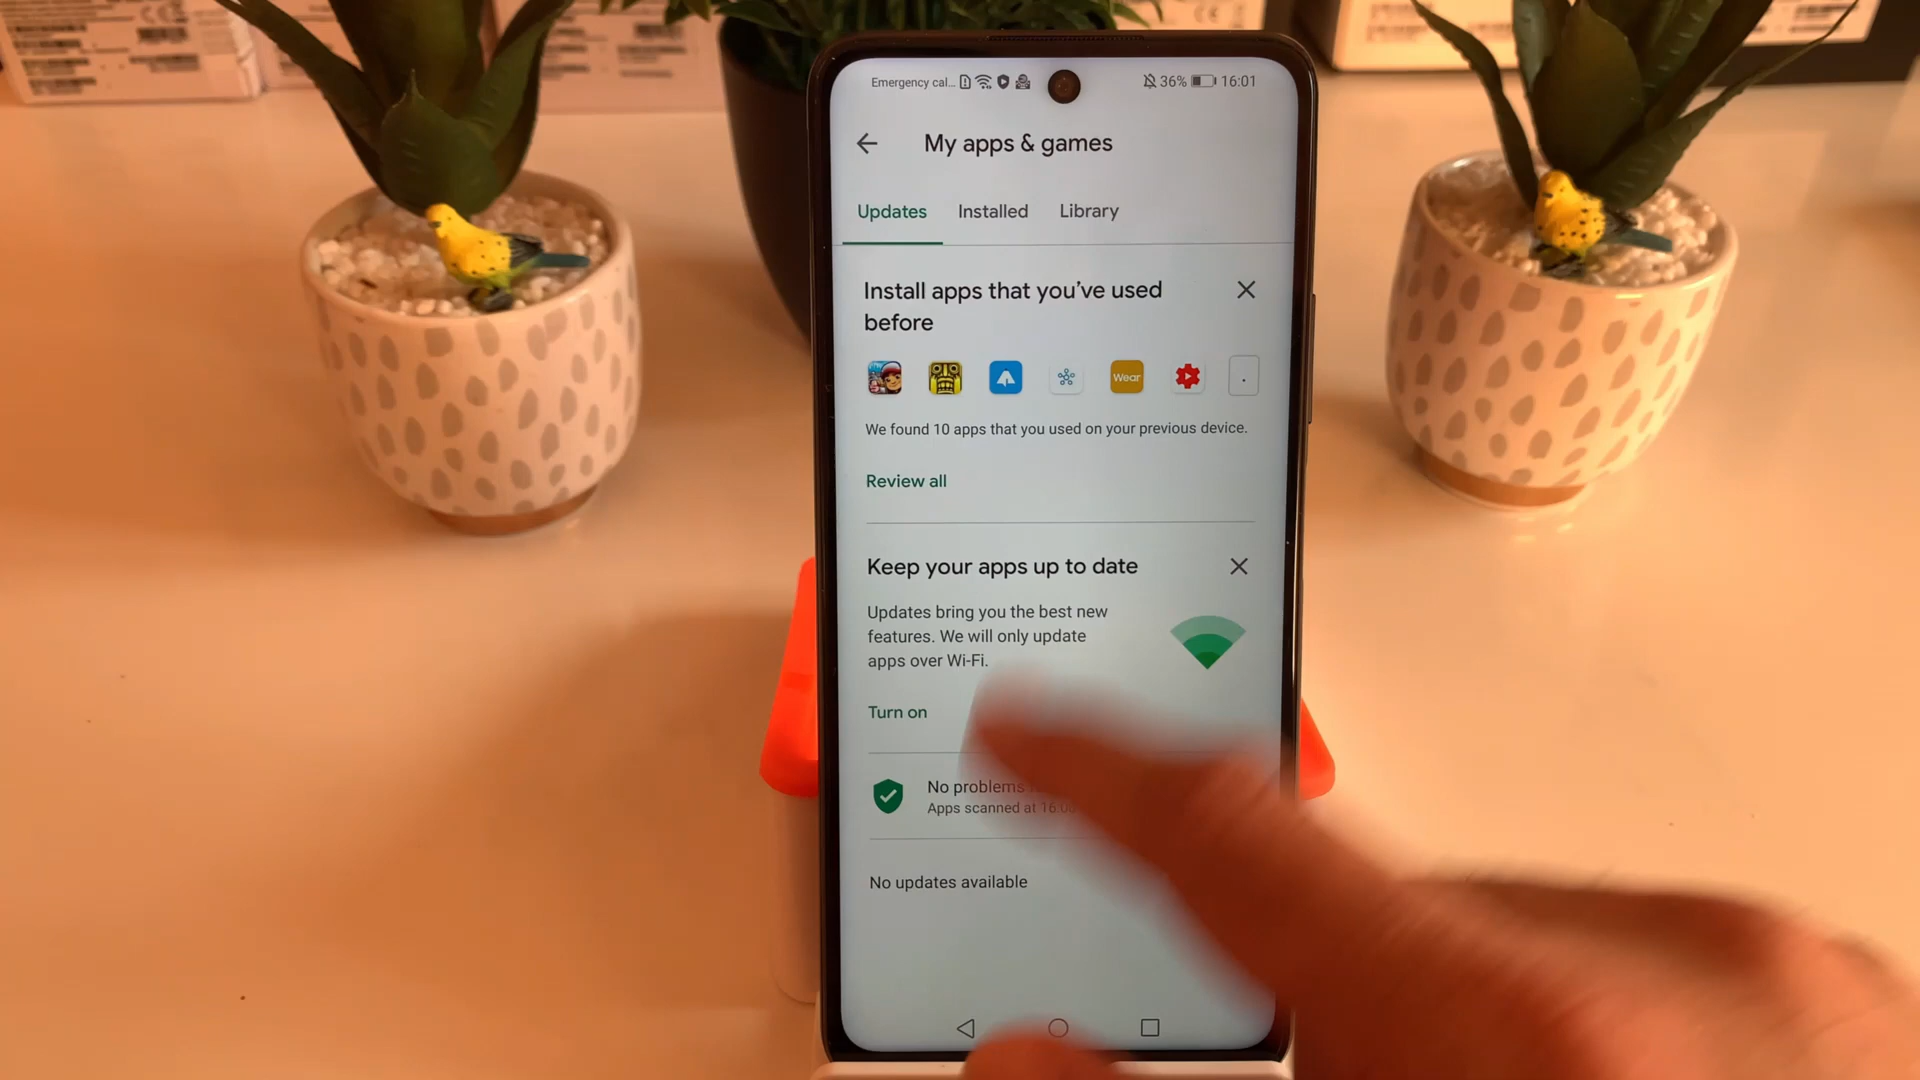 Emergency cal...
36%
16:01
My apps & games
Updates
Installed
Library
Install apps that you've used
before
Wear
We found 10 apps that you used on your previous device.
Review all
Keep your apps up to date
Updates bring you the best new
features. We will only update
apps over Wi-Fi.
Turn on
No problems
Apps scanned at 16:00
No updates available